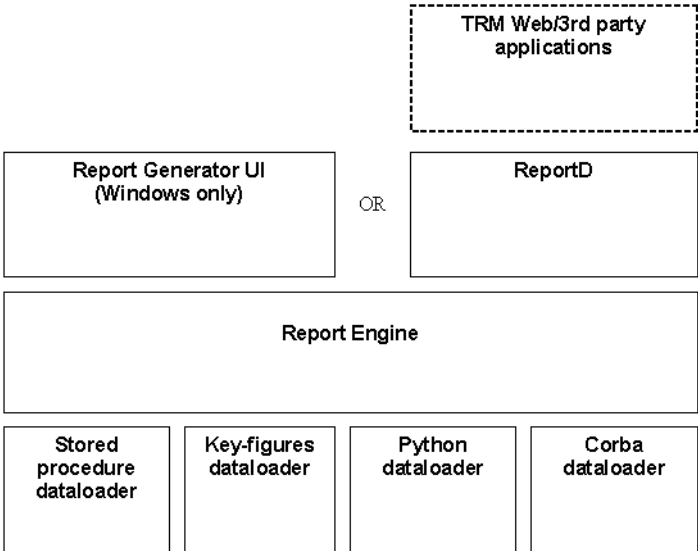 TRM Web/3rd party
applications
Report Generator UI
(Windows only)
OR
ReportD
Report Engine
Stored
procedure
dataloader
Key-figures
dataloader
Python
dataloader
Corba
dataloader